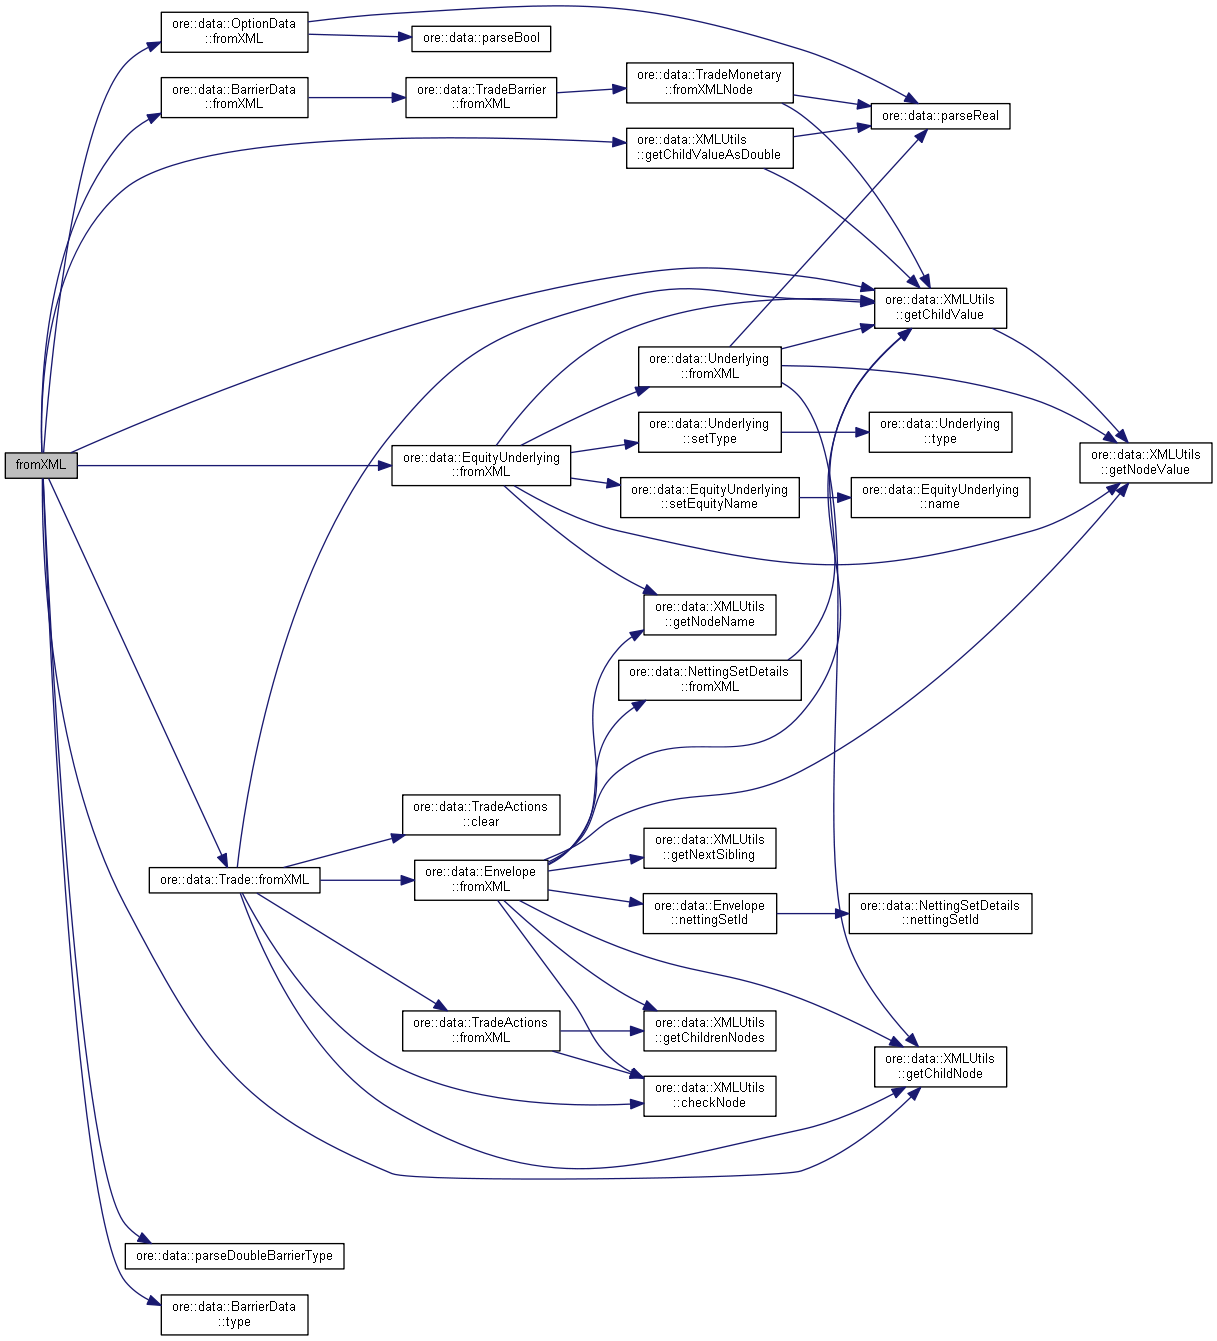 ore::data::OptionData
::fromXML
ore::data::parseBool
ore::data::BarrierData
::fromXML
ore::data::TradeBarrier
::fromXML
ore::data::TradeMonetary
::fromXMLNode
ore::data::parseReal
ore::data::XMLUtils
::getChildValueAsDouble
ore::data::XMLUtils
::getChildValue
ore::data::Underlying
::fromXML
ore::data::Underlying
::setType
ore::data::Underlying
::type
fromXML
ore::data::EquityUnderlying
::fromXML
ore::data::XMLUtils
::getNodeValue
ore::data::EquityUnderlying
::setEquityName
ore::data::EquityUnderlying
::name
ore::data::XMLUtils
::getNodeName
ore::data::NettingSetDetails
::fromXML
ore::data::TradeActions
::clear
ore::data::XMLUtils
::getNextSibling
ore::data::Trade::fromXML
ore::data::Envelope
::fromXML
ore::data::Envelope
::nettingSetId
ore::data::NettingSetDetails
::nettingSetId
ore::data::TradeActions
::fromXML
ore::data::XMLUtils
::getChildrenNodes
ore::data::XMLUtils
::getChildNode
ore::data::XMLUtils
::checkNode
ore::data::parseDoubleBarrierType
ore::data::BarrierData
::type